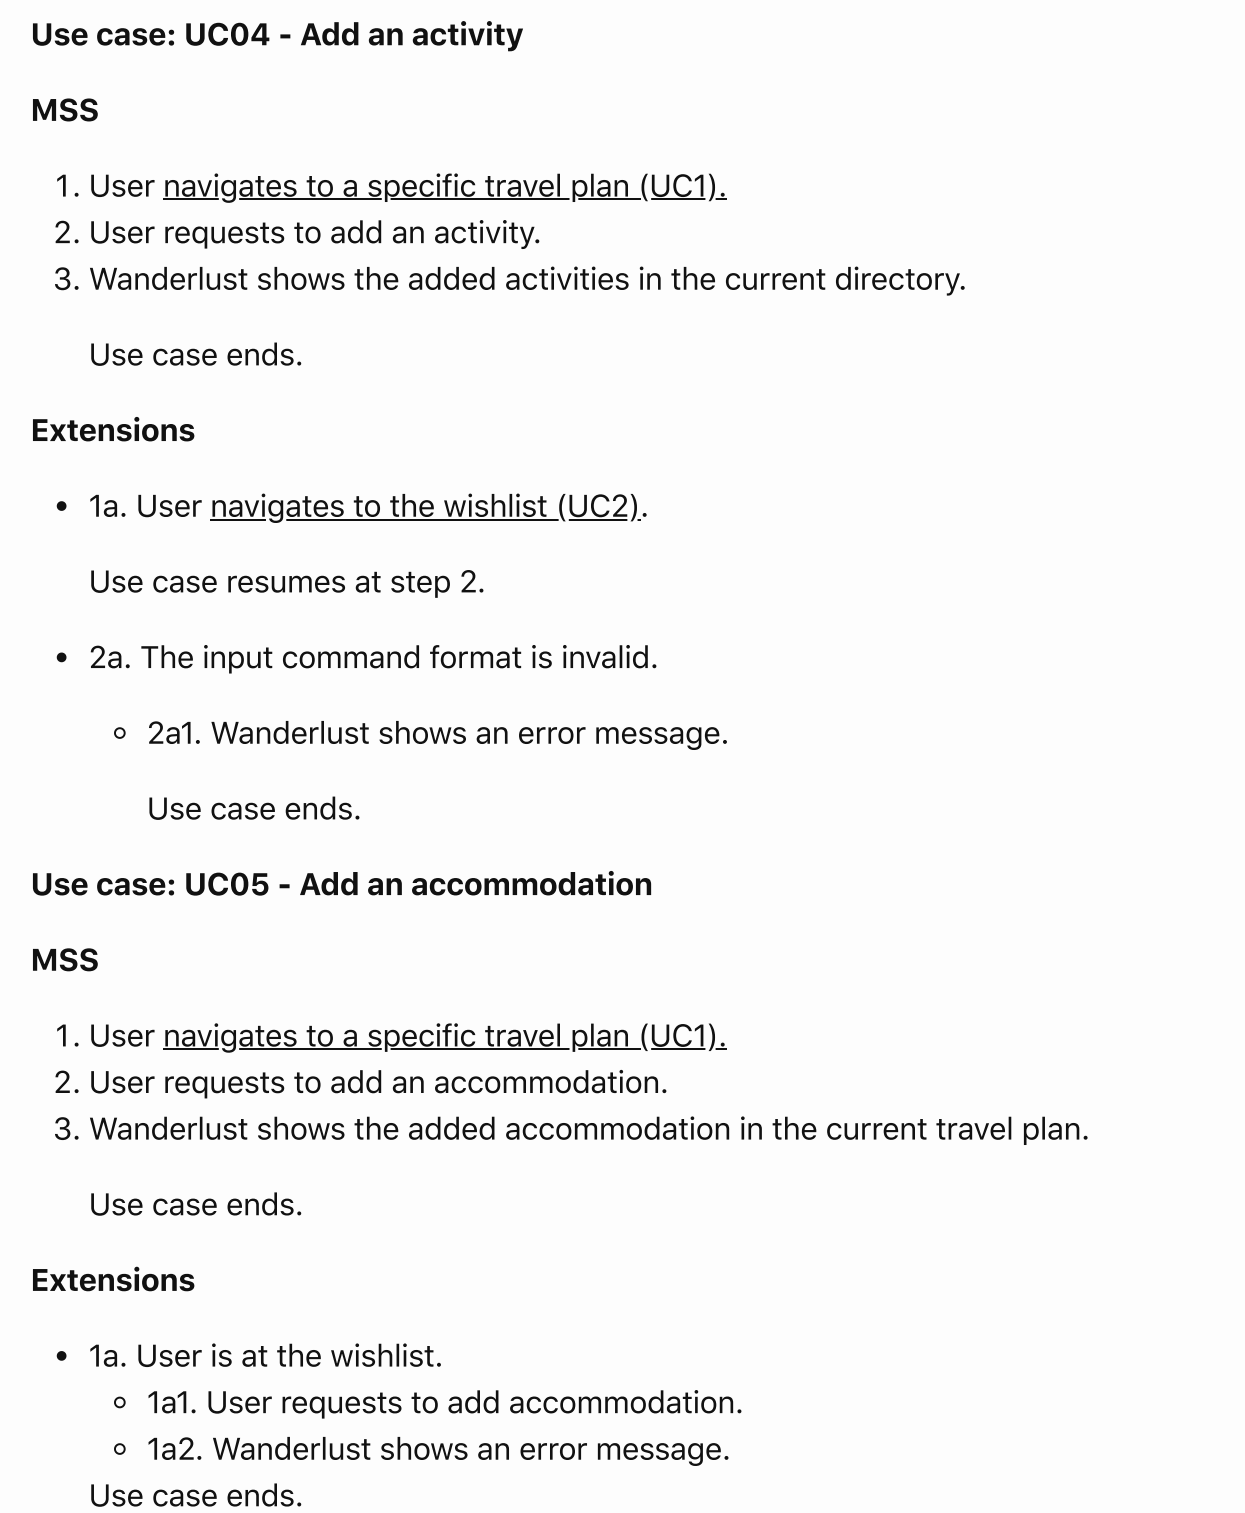 Use case: UC04 - Add an activity
MSS
1. User navigates to a specific travel plan (UC1).
2. User requests to add an activity.
3. Wanderlust shows the added activities in the current directory.
Use case ends.
Extensions
• 1a. User navigates to the wishlist (UC2).
Use case resumes at step 2.
• 2a. The input command format is invalid.
◦ 2a1. Wanderlust shows an error message.
Use case ends.
Use case: UC05 - Add an accommodation
MSS
1. User navigates to a specific travel plan (UC1).
2. User requests to add an accommodation.
3. Wanderlust shows the added accommodation in the current travel plan.
Use case ends.
Extensions
• 1a. User is at the wishlist.
◦ 1a1. User requests to add accommodation.
◦ 1a2. Wanderlust shows an error message.
Use case ends.